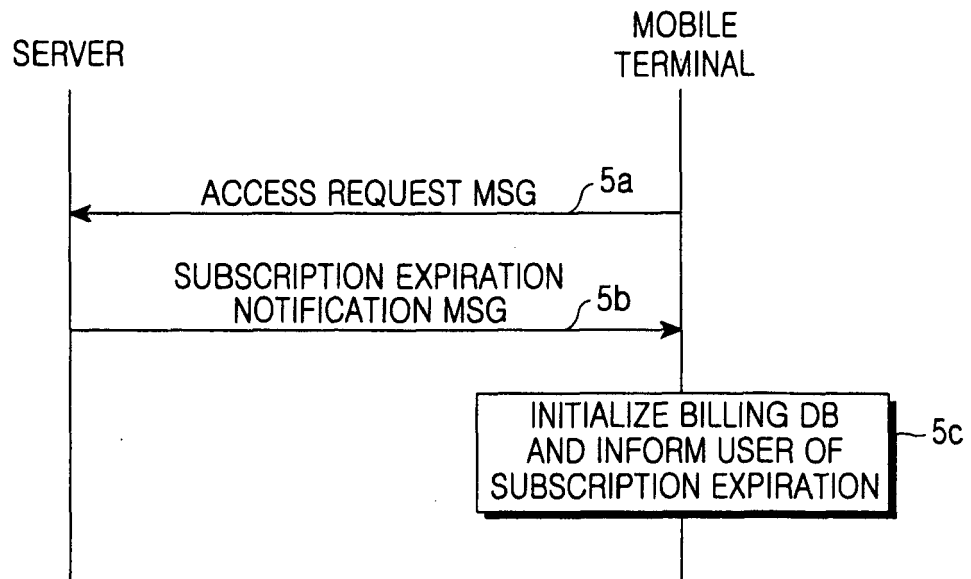 SERVER
MOBILE
TERMINAL
ACCESS REQUEST MSG
5a
SUBSCRIPTION EXPIRATION
NOTIFICATION MSG
5b
INITIALIZE BILLING DB
AND INFORM USER OF
SUBSCRIPTION EXPIRATION
5c